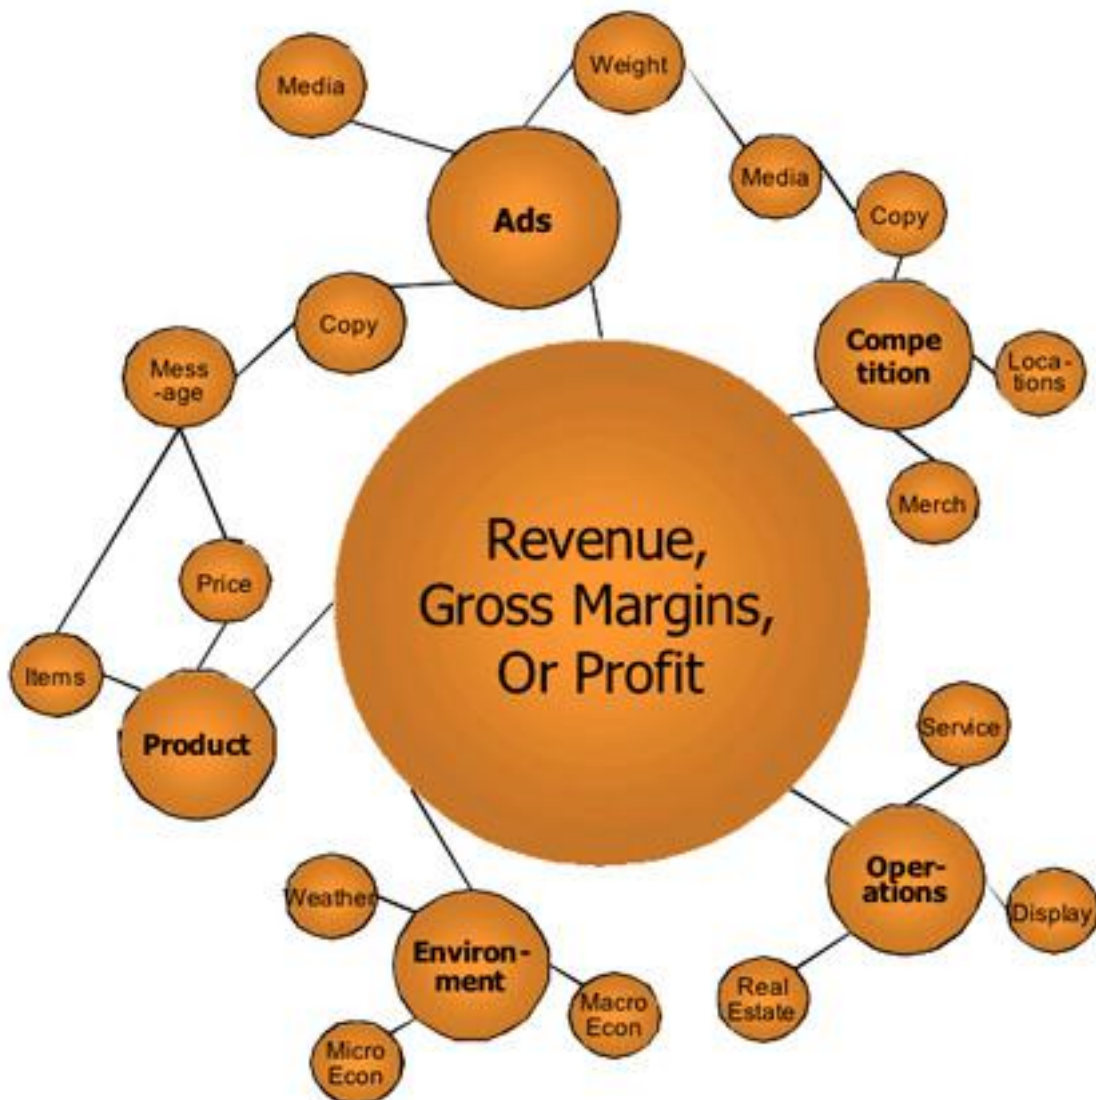 Media
Weight
Media
Ads
Copy
Copy
Compe
tition
Loca-
tions
Mess
-age
Merch
Price
Revenue,
Gross Margins,
Or Profit
Items
Product
Service
Oper-
ations
Weather
Display
Environ-
ment
Real
Estate
Macro
Econ
Micro
Econ